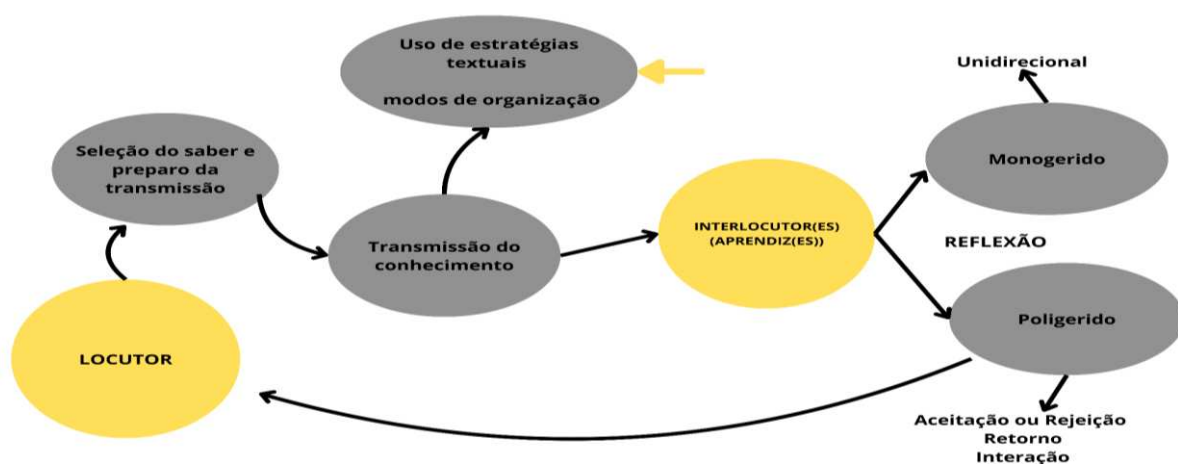 Uso de estratégias
textuais
modos de organização
Unidirecional
Seleção do saber e
preparo da
transmissão
Monogerido
INTERLOCUTOR(ES)
(APRENDIZ(ES))
Transmissão do
conhecimento
REFLEXÃO
Poligerido
LOCUTOR
Aceitação ou Rejeição
Retorno
Interação